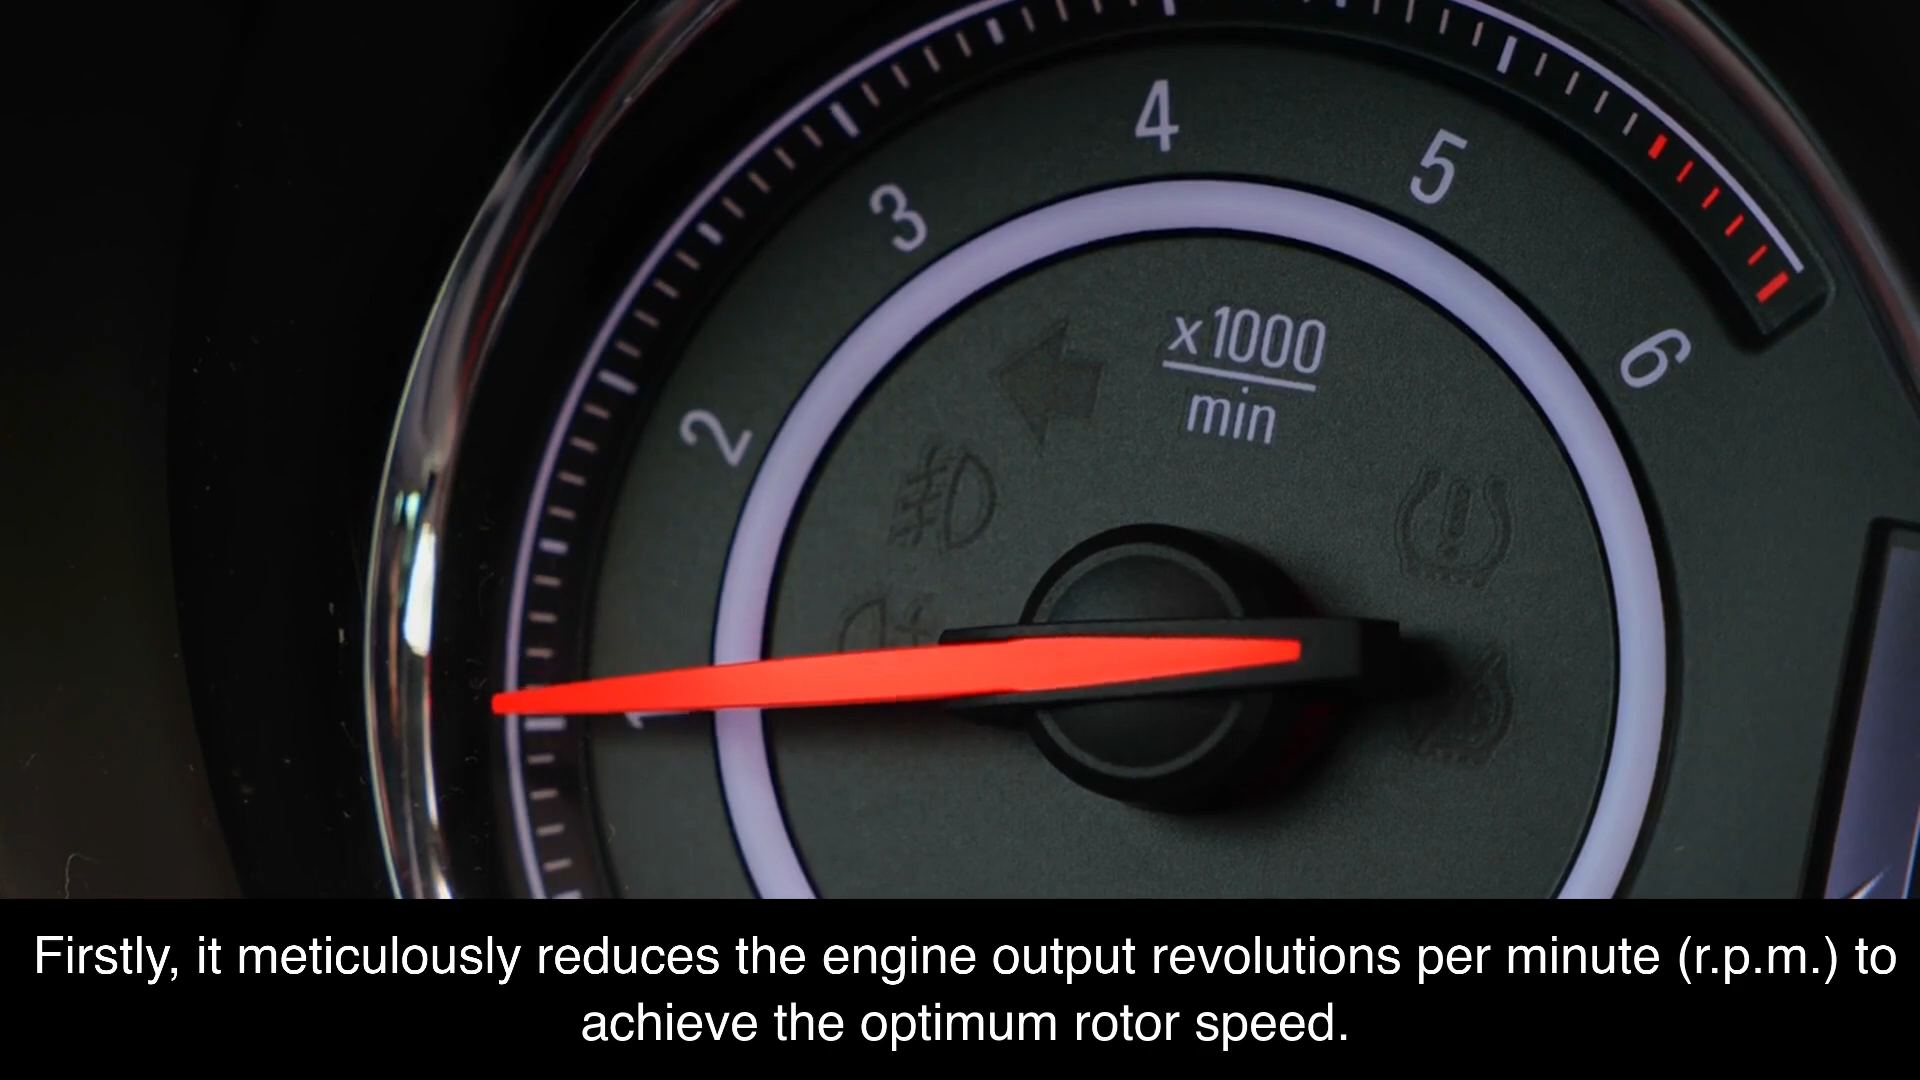 4
5
3
6
2
1
x1000
min
Firstly, it meticulously reduces the engine output revolutions per minute (r.p.m.) to
achieve the optimum rotor speed.